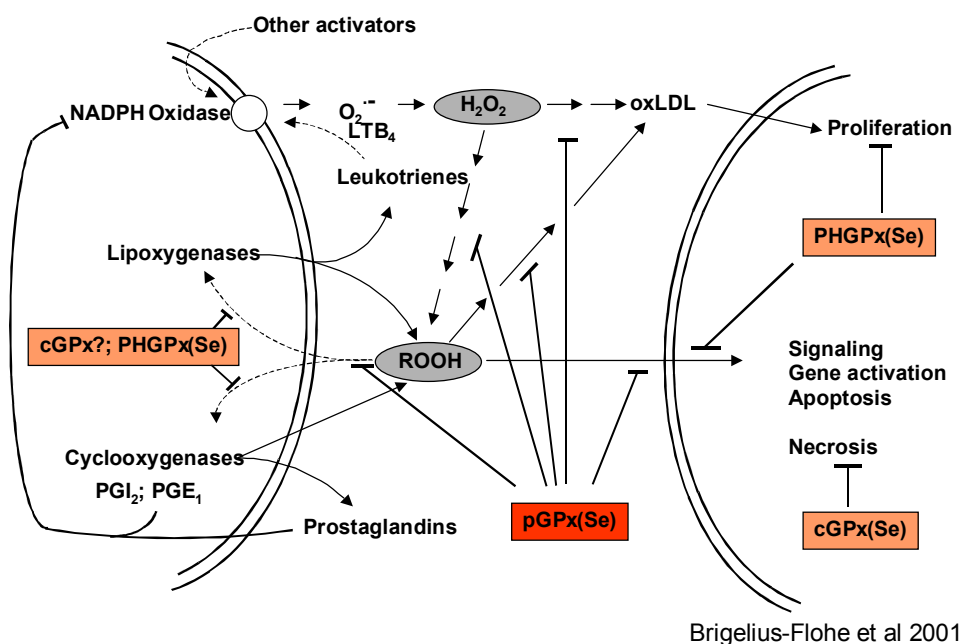 Other activators
NADPH Oxidase
O₂·⁻
LTB₄
H₂O₂
oxLDL
Proliferation
Leukotrienes
PHGPx(Se)
Lipoxygenases
cGPx?; PHGPx(Se)
ROOH
Signaling
Gene activation
Apoptosis
Necrosis
Cyclooxygenases
PGI₂; PGE₁
Prostaglandins
pGPx(Se)
cGPx(Se)
Brigelius-Flohe et al 2001